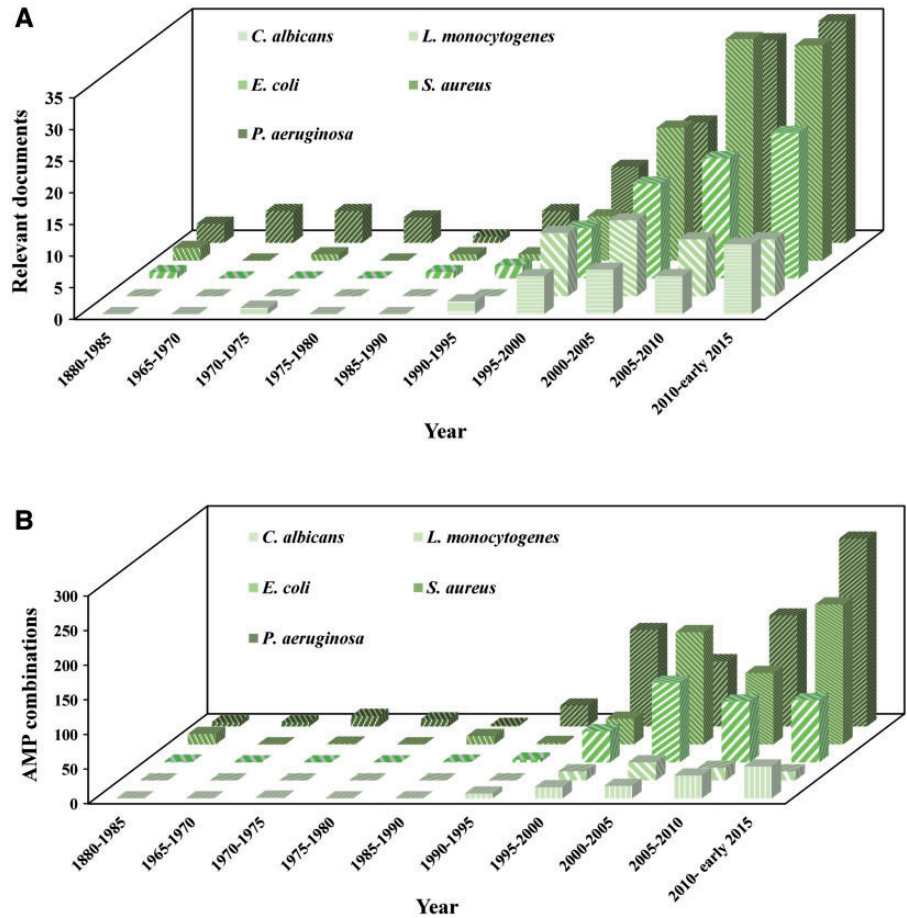 A
C. albicans
L. monocytogenes
E. coli
S. aureus
P. aeruginosa
Relevant documents
35
30
25
20
15
10
5
0
1880-1985
1965-1970
1970-1975
1975-1980
1985-1990
1990-1995
1995-2000
2000-2005
2005-2010
2010-early 2015
Year
B
C. albicans
L. monocytogenes
E. coli
S. aureus
P. aeruginosa
AMP combinations
300
250
200
150
100
50
0
1880-1985
1965-1970
1970-1975
1975-1980
1985-1990
1990-1995
1995-2000
2000-2005
2005-2010
2010- early 2015
Year